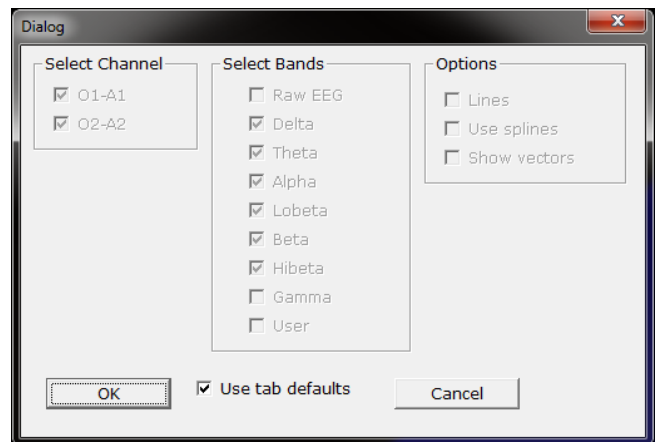 Dialog
Select Channel
O1-A1
O2-A2
Select Bands
Raw EEG
Delta
Theta
Alpha
Lobeta
Beta
Hibeta
Gamma
User
Options
Lines
Use splines
Show vectors
OK
Use tab defaults
Cancel